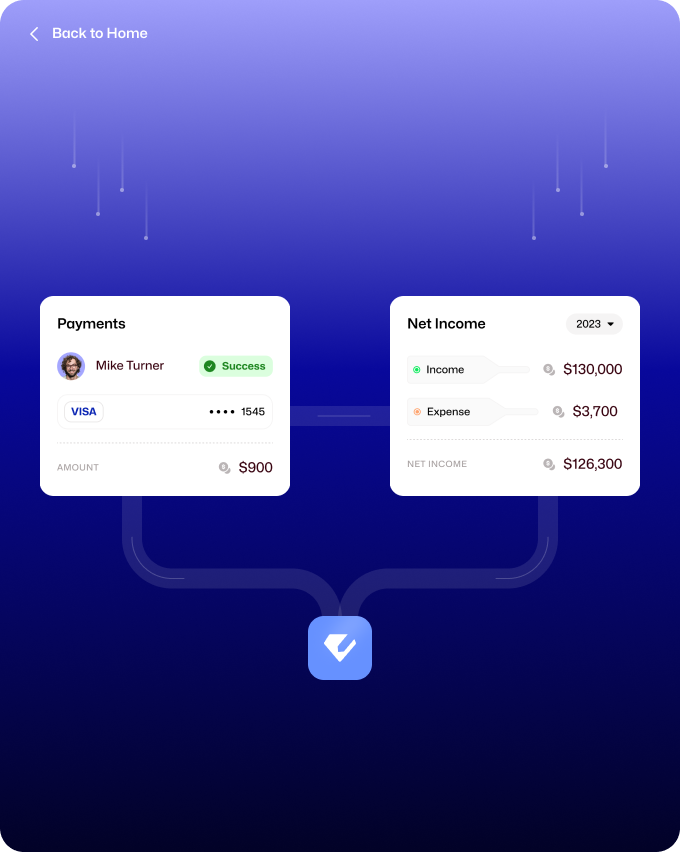 Back to Home
Payments
Mike Turner
Success
VISA
•••• 1545
AMOUNT
$900
Net Income
2023
Income
$130,000
Expense
$3,700
NET INCOME
$126,300